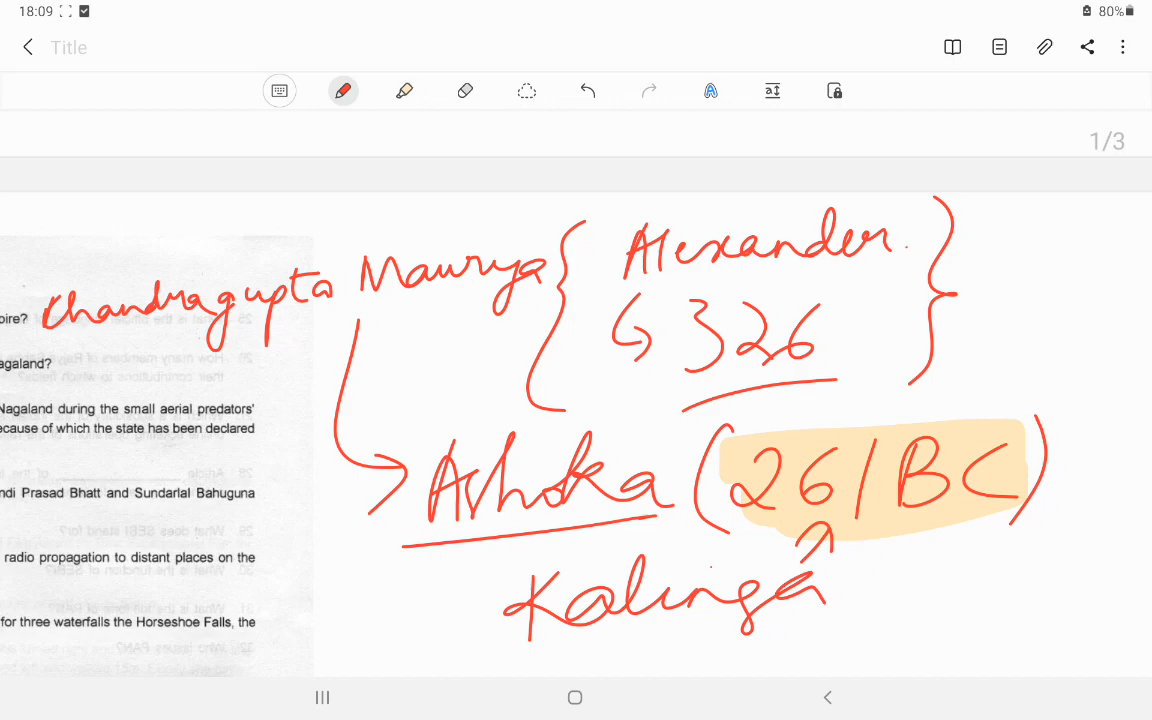 18:09
80%
Title
1/3
Chandragupta Maurya { Alexander. }
↳ 326
→ Ashoka (261 BC)
Kalinga
oire?
agaland?
Nagaland during the small aerial predators'
ecause of which the state has been declared
ndi Prasad Bhatt and Sundarlal Bahuguna
radio propagation to distant places on the
for three waterfalls the Horseshoe Falls, the